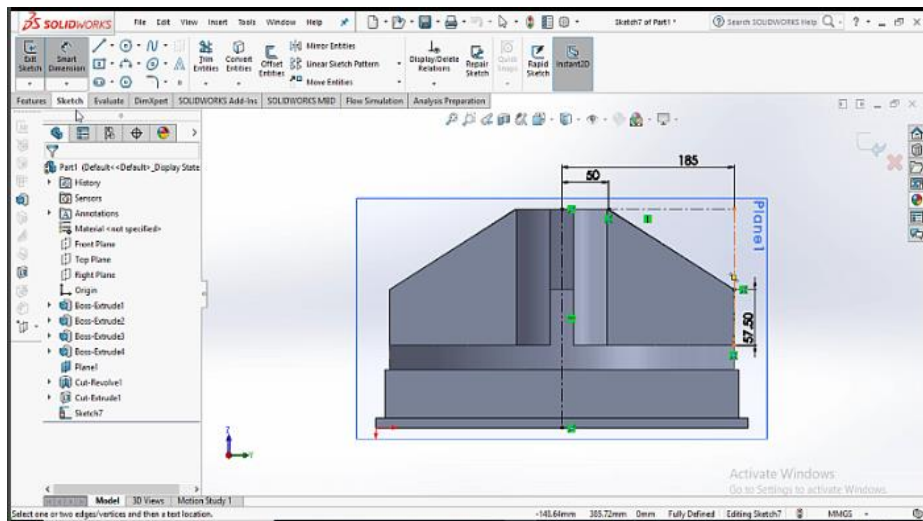 SOLIDWORKS File Edit View Insert Tools Window Help Sketch7 of Part1 * Search SOLIDWORKS Help
Exit Sketch
Smart Dimension
Trim Entities
Convert Entities
Offset Entities
Mirror Entities
Linear Sketch Pattern
Move Entities
Display/Delete Relations
Repair Sketch
Quick Snaps
Rapid Sketch
Instant2D
Features Sketch Evaluate DimXpert SOLIDWORKS Add-Ins SOLIDWORKS MBD Flow Simulation Analysis Preparation
Part1 (Default<<Default>_Display State
History
Sensors
Annotations
Material <not specified>
Front Plane
Top Plane
Right Plane
Origin
Boss-Extrude1
Boss-Extrude2
Boss-Extrude3
Boss-Extrude4
Plane1
Cut-Revolve1
Cut-Extrude1
Sketch7
185
50
Plane1
57.50
Z
Y
Activate Windows
Go to Settings to activate Windows.
Model 3D Views Motion Study 1
Select one or two edges/vertices and then a text location. -148.64mm 385.72mm 0mm Fully Defined Editing Sketch7 MMGS